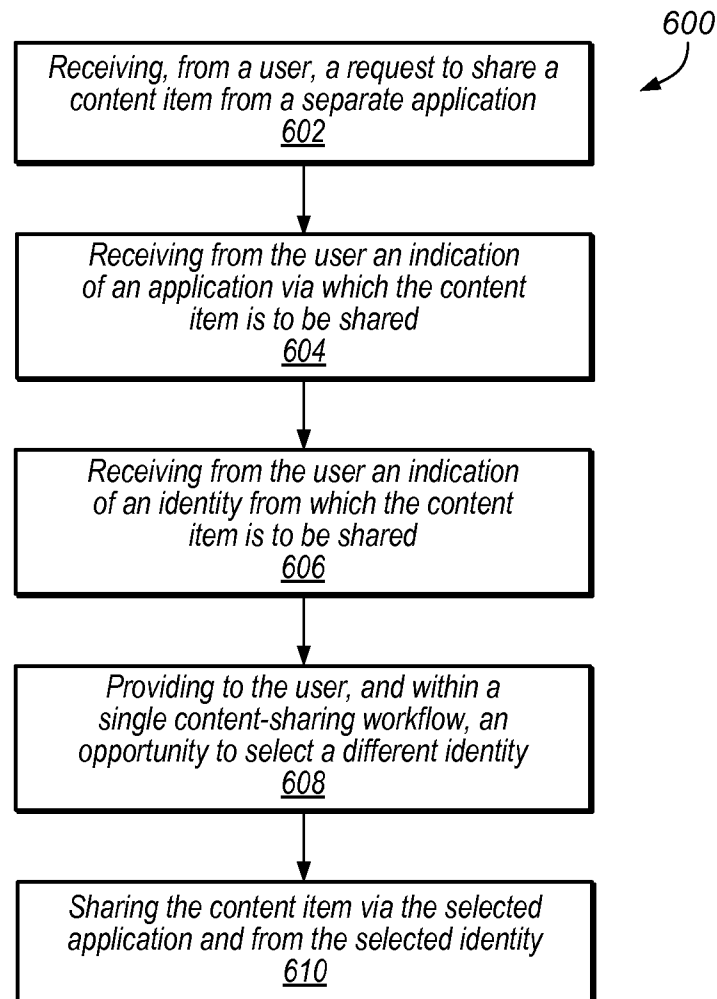 600
Receiving, from a user, a request to share a
content item from a separate application
602
Receiving from the user an indication
of an application via which the content
item is to be shared
604
Receiving from the user an indication
of an identity from which the content
item is to be shared
606
Providing to the user, and within a
single content-sharing workflow, an
opportunity to select a different identity
608
Sharing the content item via the selected
application and from the selected identity
610